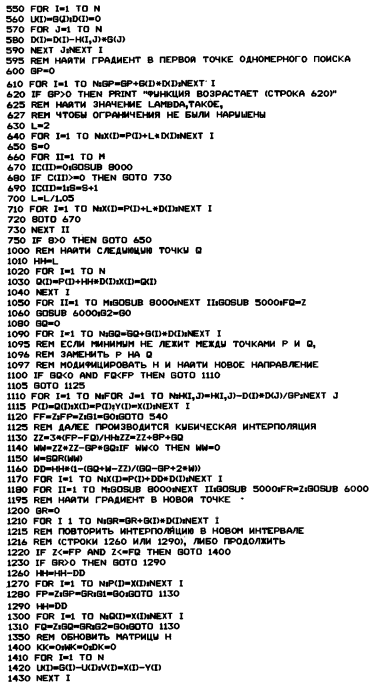 550 FOR I=1 TO N
560 U(I)=G(I):D(I)=0
570 FOR J=1 TO N
580 D(I)=D(I)-H(I,J)*G(J)
590 NEXT J:NEXT I
595 REM НАЙТИ ГРАДИЕНТ В ПЕРВОЙ ТОЧКЕ ОДНОМЕРНОГО ПОИСКА
600 GP=0
610 FOR I=1 TO N:GP=GP+G(I)*D(I):NEXT I
620 IF GP>0 THEN PRINT "ФУНКЦИЯ ВОЗРАСТАЕТ (СТРОКА 620)"
625 REM НАЙТИ ЗНАЧЕНИЕ LAMBDA,ТАКОЕ,
627 REM ЧТОБЫ ОГРАНИЧЕНИЯ НЕ БЫЛИ НАРУШЕНЫ
630 L=2
640 FOR I=1 TO N:X(I)=P(I)+L*D(I):NEXT I
650 S=0
660 FOR II=1 TO M
670 IC(II)=0:GOSUB 8000
680 IF C(II)>=0 THEN GOTO 730
690 IC(II)=1:S=S+1
700 L=L/1.05
710 FOR I=1 TO N:X(I)=P(I)+L*D(I):NEXT I
720 GOTO 670
730 NEXT II
750 IF S>0 THEN GOTO 650
1000 REM НАЙТИ СЛЕДУЮЩУЮ ТОЧКУ Q
1010 HH=L
1020 FOR I=1 TO N
1030 Q(I)=P(I)+HH*D(I):X(I)=Q(I)
1040 NEXT I
1050 FOR II=1 TO M:GOSUB 8000:NEXT II:GOSUB 5000:FQ=Z
1060 GOSUB 6000:G2=G0
1080 GQ=0
1090 FOR I=1 TO N:GQ=GQ+G(I)*D(I):NEXT I
1095 REM ЕСЛИ МИНИМУМ НЕ ЛЕЖИТ МЕЖДУ ТОЧКАМИ P И Q,
1096 REM ЗАМЕНИТЬ P НА Q
1097 REM МОДИФИЦИРОВАТЬ H И НАЙТИ НОВОЕ НАПРАВЛЕНИЕ
1100 IF GQ<0 AND FQ<FP THEN GOTO 1110
1105 GOTO 1125
1110 FOR I=1 TO N:FOR J=1 TO N:H(I,J)=H(I,J)-D(I)*D(J)/GP:NEXT J
1115 P(I)=Q(I):X(I)=P(I):Y(I)=X(I):NEXT I
1120 FF=Z:FP=Z:G1=G0:GOTO 540
1125 REM ДАЛЕЕ ПРОИЗВОДИТСЯ КУБИЧЕСКАЯ ИНТЕРПОЛЯЦИЯ
1130 ZZ=3*(FP-FQ)/HH:ZZ=ZZ+GP+GQ
1140 WW=ZZ*ZZ-GP*GQ:IF WW<0 THEN WW=0
1150 W=SQR(WW)
1160 DD=HH*(1-(GQ+W-ZZ)/(GQ-GP+2*W))
1170 FOR I=1 TO N:X(I)=P(I)+DD*D(I):NEXT I
1180 FOR II=1 TO M:GOSUB 8000:NEXT II:GOSUB 5000:FR=Z:GOSUB 6000
1195 REM НАЙТИ ГРАДИЕНТ В НОВОЙ ТОЧКЕ
1200 GR=0
1210 FOR I 1 TO N:GR=GR+G(I)*D(I):NEXT I
1215 REM ПОВТОРИТЬ ИНТЕРПОЛЯЦИЮ В НОВОМ ИНТЕРВАЛЕ
1216 REM (СТРОКИ 1260 ИЛИ 1290), ЛИБО ПРОДОЛЖИТЬ
1220 IF Z<=FP AND Z<=FQ THEN GOTO 1400
1230 IF GR>0 THEN GOTO 1290
1260 HH=HH-DD
1270 FOR I=1 TO N:P(I)=X(I):NEXT I
1280 FP=Z:GP=GR:G1=G0:GOTO 1130
1290 HH=DD
1300 FOR I=1 TO N:Q(I)=X(I):NEXT I
1310 FQ=Z:GQ=GR:G2=G0:GOTO 1130
1350 REM ОБНОВИТЬ МАТРИЦЫ H
1400 KK=0:WK=0:DK=0
1410 FOR I=1 TO N
1420 U(I)=G(I)-U(I):V(I)=X(I)-Y(I)
1430 NEXT I